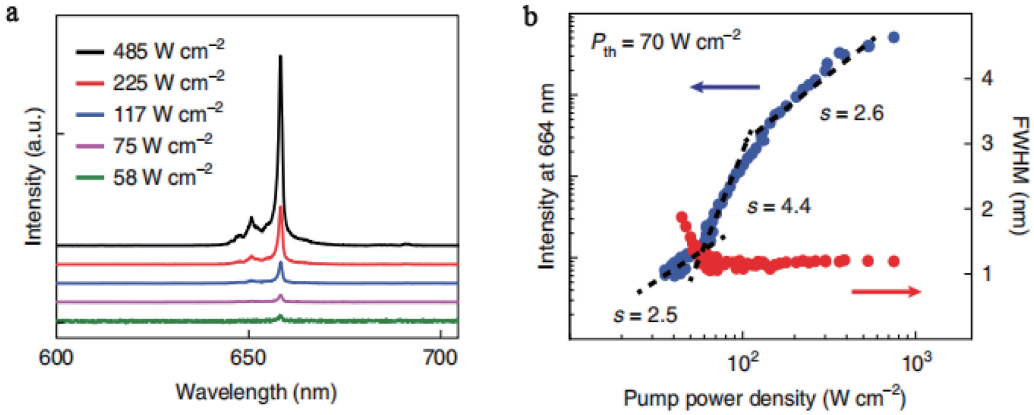 a
485 W cm⁻²
225 W cm⁻²
117 W cm⁻²
75 W cm⁻²
58 W cm⁻²
Intensity (a.u.)
600
650
700
Wavelength (nm)
b
Pth = 70 W cm⁻²
s = 2.6
s = 4.4
s = 2.5
Intensity at 664 nm
4
3
2
1
FWHM (nm)
10²
10³
Pump power density (W cm⁻²)